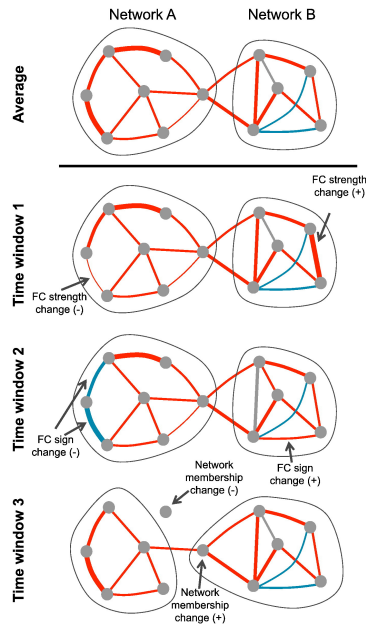 Network A
Network B
Average
Time window 1
FC strength
change (+)
FC strength
change (-)
Time window 2
FC sign
change (-)
FC sign
change (+)
Time window 3
Network
membership
change (-)
Network
membership
change (+)